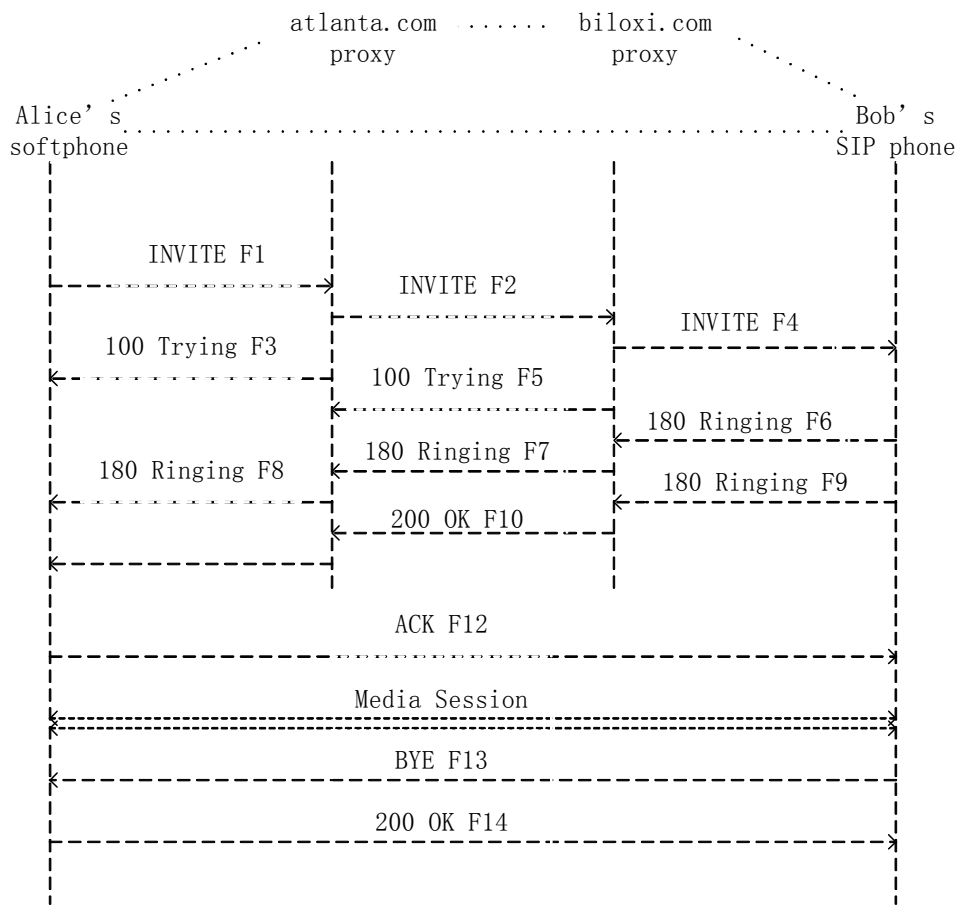 atlanta.com ...... biloxi.com
proxy proxy
Alice's Bob's
softphone SIP phone
INVITE F1
INVITE F2
INVITE F4
100 Trying F3
100 Trying F5
180 Ringing F6
180 Ringing F7
180 Ringing F8
180 Ringing F9
200 OK F10
ACK F12
Media Session
BYE F13
200 OK F14